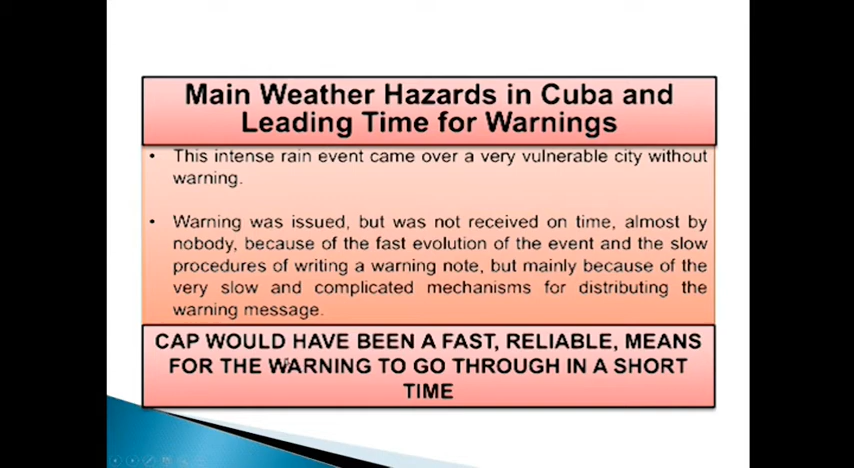 Main Weather Hazards in Cuba and
Leading Time for Warnings
• This intense rain event came over a very vulnerable city without
warning.
• Warning was issued, but was not received on time, almost by
nobody, because of the fast evolution of the event and the slow
procedures of writing a warning note, but mainly because of the
very slow and complicated mechanisms for distributing the
warning message.
CAP WOULD HAVE BEEN A FAST, RELIABLE, MEANS
FOR THE WARNING TO GO THROUGH IN A SHORT
TIME